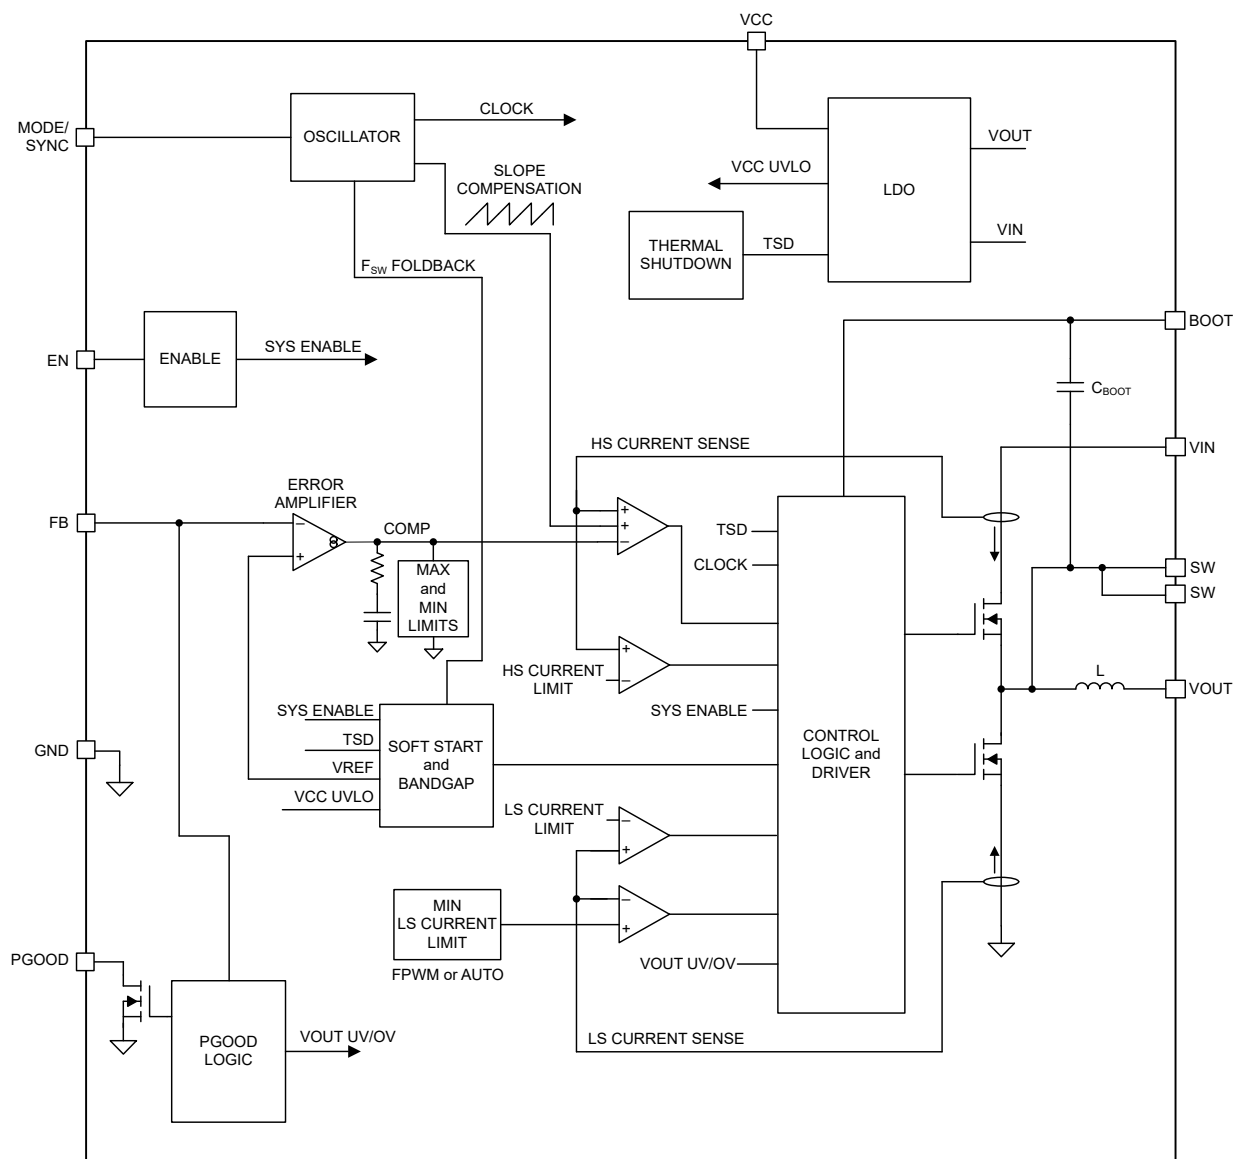 VCC
MODE/
SYNC
OSCILLATOR
CLOCK
SLOPE
COMPENSATION
VCC UVLO
LDO
VOUT
VIN
THERMAL
SHUTDOWN
TSD
FSW FOLDBACK
EN
ENABLE
SYS ENABLE
BOOT
CBOOT
HS CURRENT SENSE
VIN
FB
ERROR
AMPLIFIER
−
+
COMP
MAX
and
MIN
LIMITS
+
+
−
TSD
CLOCK
SW
SW
HS CURRENT
LIMIT
+
−
SYS ENABLE
CONTROL
LOGIC and
DRIVER
L
VOUT
GND
SYS ENABLE
TSD
VREF
VCC UVLO
SOFT START
and
BANDGAP
LS CURRENT
LIMIT
−
+
MIN
LS CURRENT
LIMIT
FPWM or AUTO
−
+
VOUT UV/OV
PGOOD
PGOOD
LOGIC
VOUT UV/OV
LS CURRENT SENSE